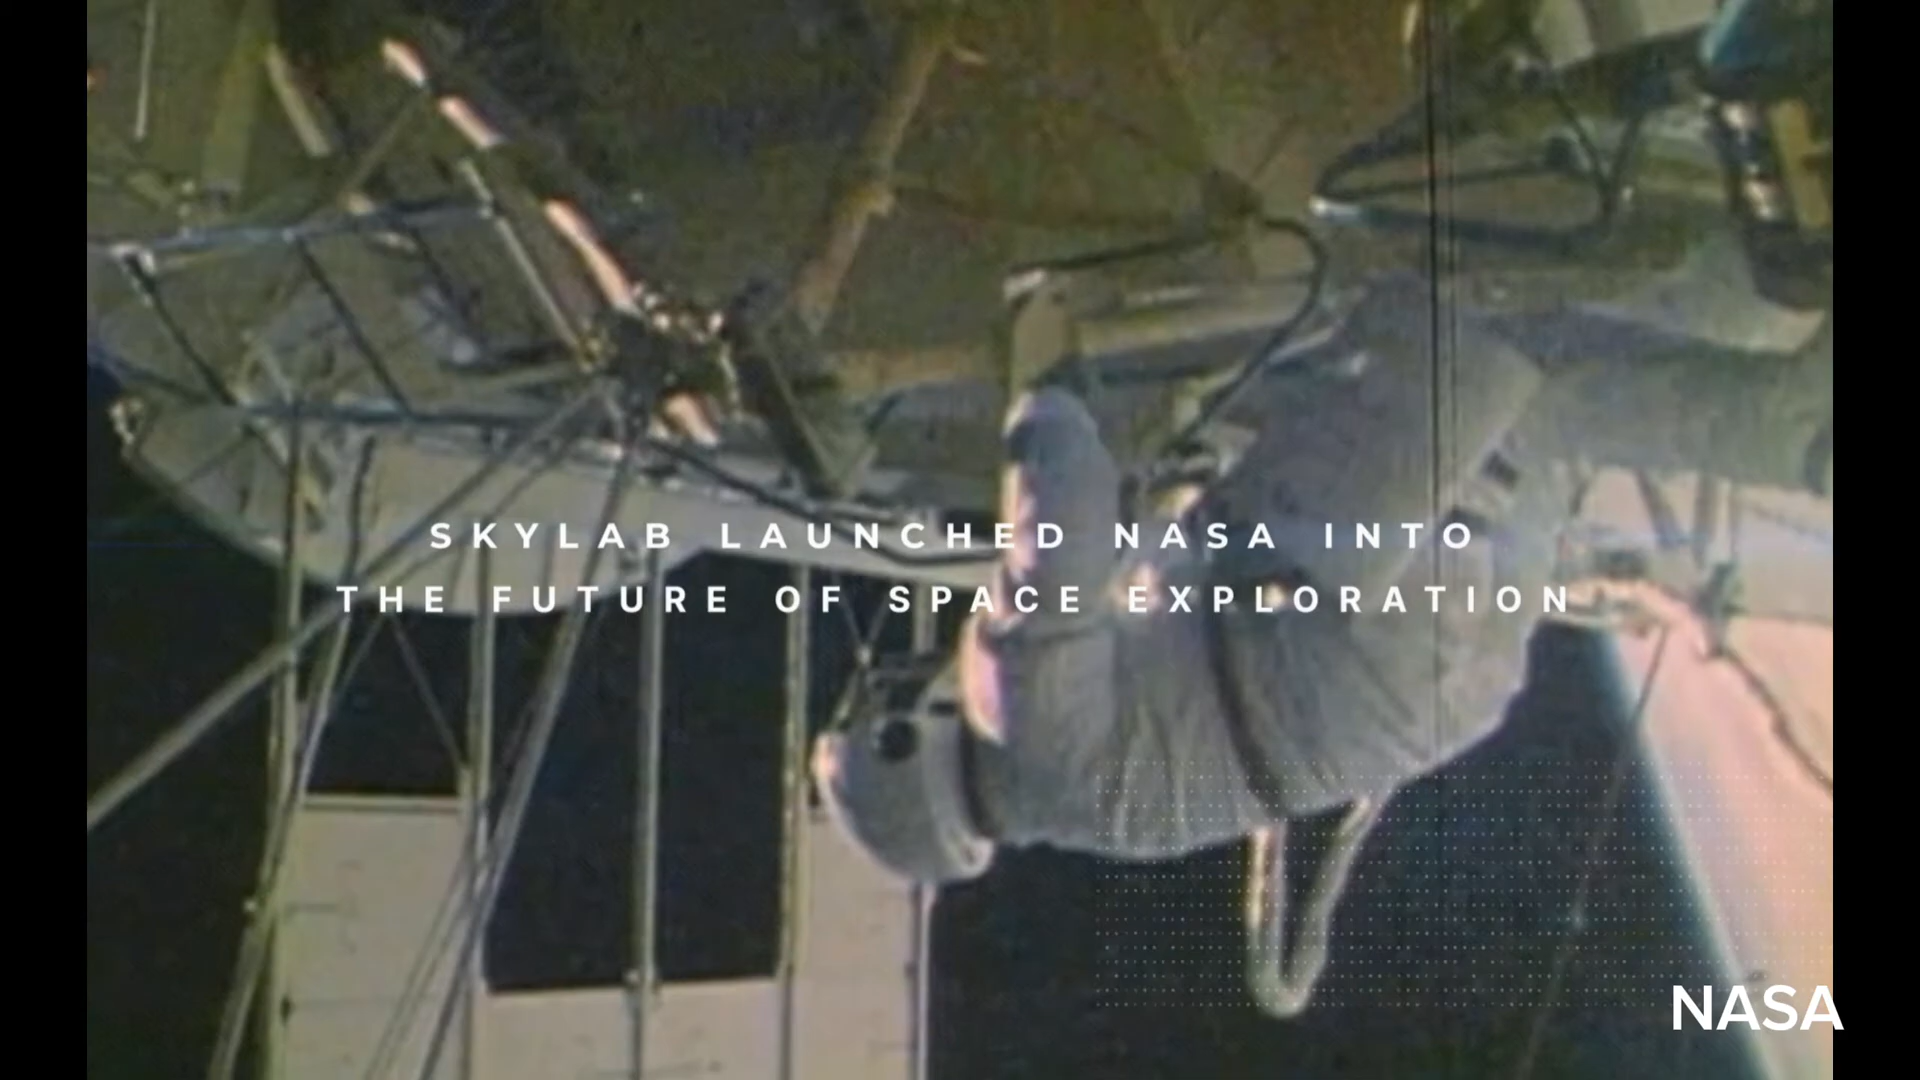 SKYLAB LAUNCHED NASA INTO
THE FUTURE OF SPACE EXPLORATION
NASA